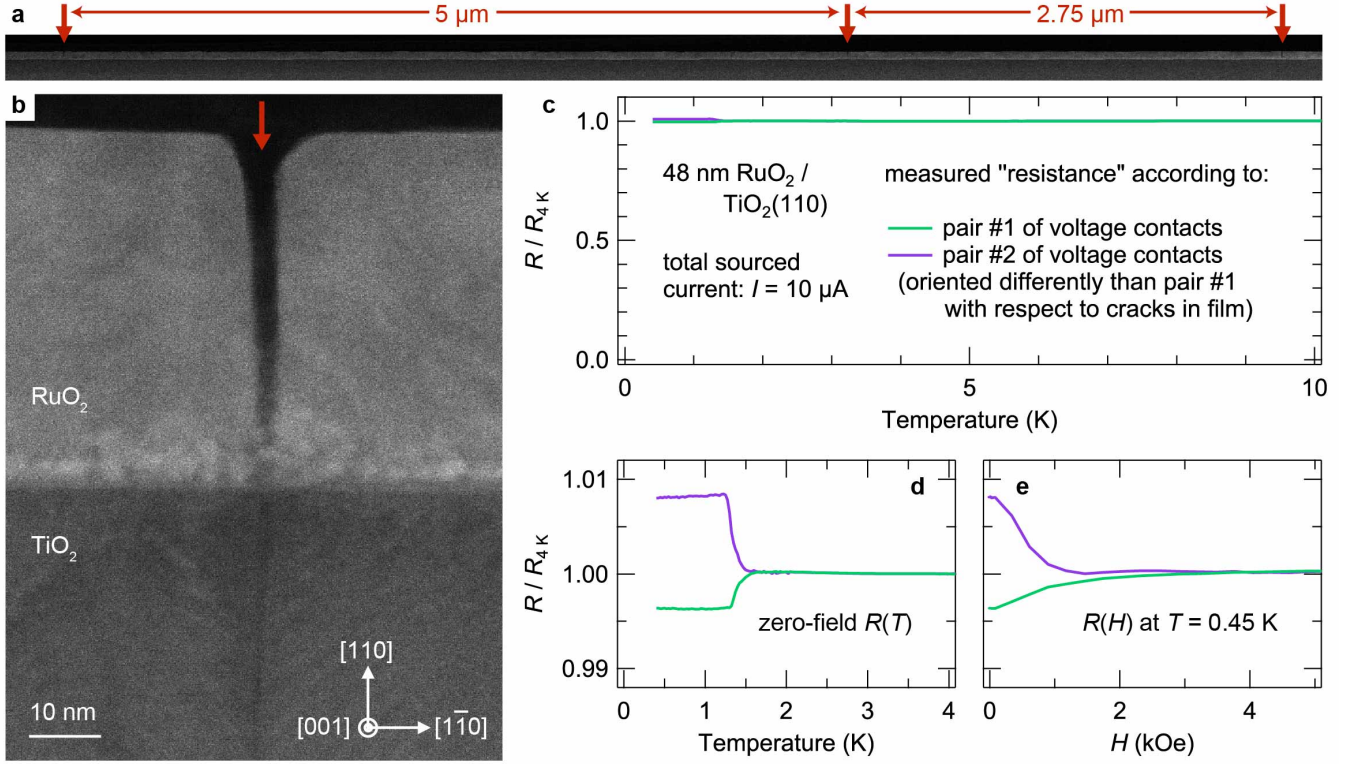 a
5 µm
2.75 µm
b
RuO2
TiO2
10 nm
[110]
[001]
[11̅0]
c
R / R4 K
1.0
0.5
0.0
48 nm RuO2 /
TiO2(110)
total sourced
current: I = 10 µA
measured "resistance" according to:
pair #1 of voltage contacts
pair #2 of voltage contacts
(oriented differently than pair #1
with respect to cracks in film)
0
5
10
Temperature (K)
d
R / R4 K
1.01
1.00
0.99
zero-field R(T)
0
1
2
3
4
Temperature (K)
e
R(H) at T = 0.45 K
0
2
4
H (kOe)